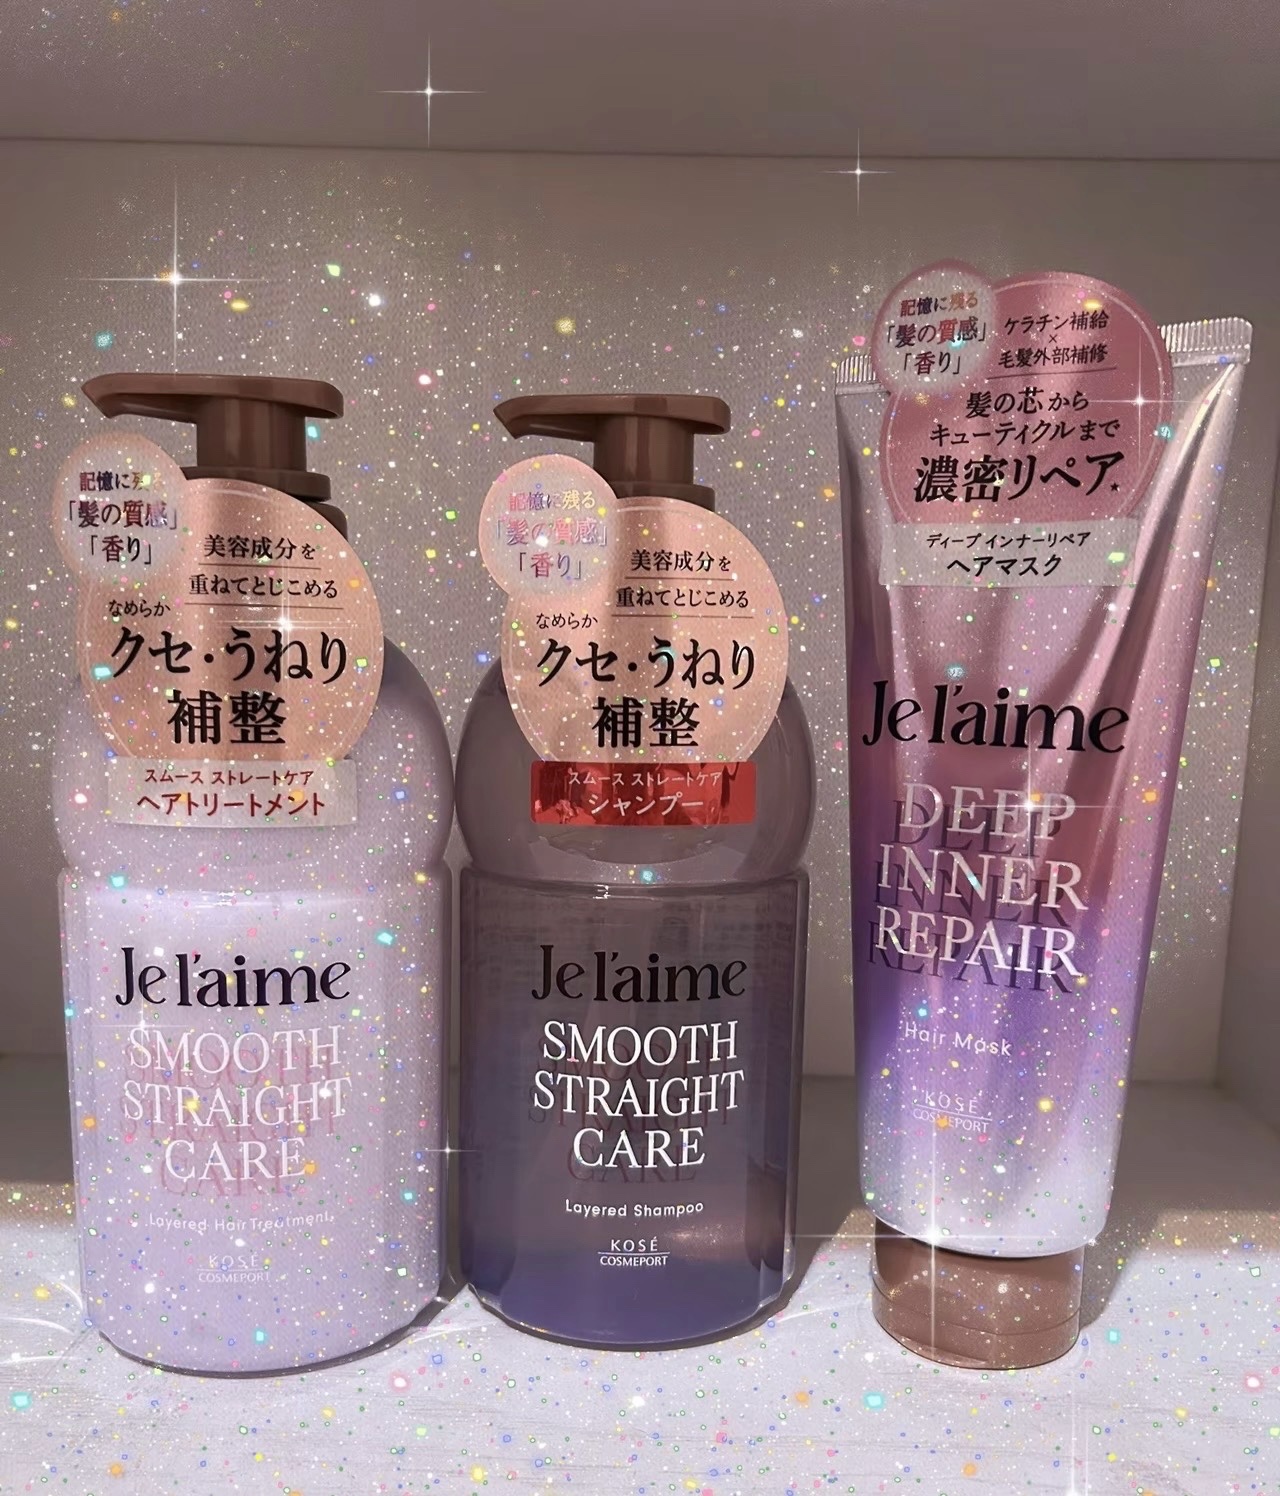 記憶に残る
「髪の質感」
「香り」
美容成分を
重ねてとじこめる
なめらか
クセ・うねり
補整
スムース ストレートケア
ヘアトリートメント
Je l'aime
SMOOTH
STRAIGHT
CARE
Layered Hair Treatment
KOSÉ
COSMEPORT
記憶に残る
「髪の質感」
「香り」
美容成分を
重ねてとじこめる
なめらか
クセ・うねり
補整
スムース ストレートケア
シャンプー
Je l'aime
SMOOTH
STRAIGHT
CARE
Layered Shampoo
KOSÉ
COSMEPORT
記憶に残る
「髪の質感」
「香り」
ケラチン補給
×
毛髪外部補修
髪の芯から
キューティクルまで
濃密リペア★
ディープ インナーリペア
ヘアマスク
Je l'aime
DEEP
INNER
REPAIR
Hair Mask
KOSÉ
COSMEPORT